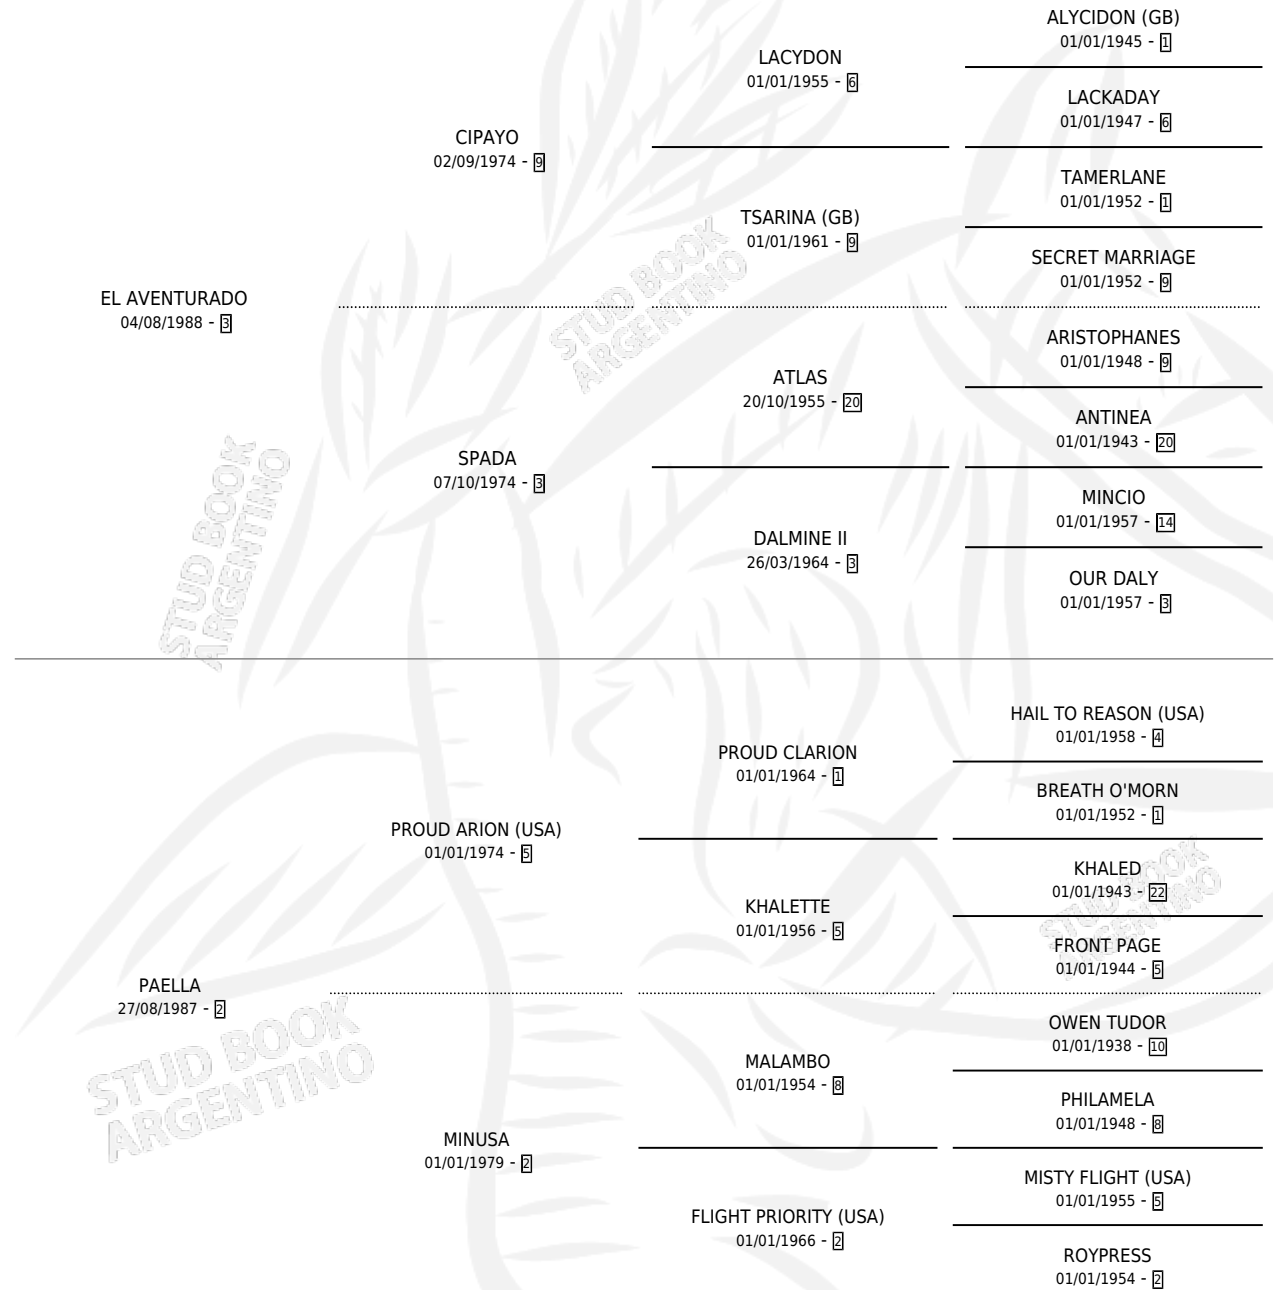 ALYCIDON (GB)
01/01/1945 - 1
LACYDON
01/01/1955 - 6
LACKADAY
01/01/1947 - 6
CIPAYO
02/09/1974 - 9
TAMERLANE
01/01/1952 - 1
TSARINA (GB)
01/01/1961 - 9
SECRET MARRIAGE
01/01/1952 - 9
EL AVENTURADO
04/08/1988 - 3
STUD BOOK
ARGENTINO
ARISTOPHANES
01/01/1948 - 9
ATLAS
20/10/1955 - 20
ANTINEA
01/01/1943 - 20
SPADA
07/10/1974 - 3
MINCIO
01/01/1957 - 14
DALMINE II
26/03/1964 - 3
OUR DALY
01/01/1957 - 3
STUD BOOK
ARGENTINO
HAIL TO REASON (USA)
01/01/1958 - 4
PROUD CLARION
01/01/1964 - 1
BREATH O'MORN
01/01/1952 - 1
PROUD ARION (USA)
01/01/1974 - 5
KHALED
01/01/1943 - 22
KHALETTE
01/01/1956 - 5
FRONT PAGE
01/01/1944 - 5
STUD BOOK
ARGENTINO
PAELLA
27/08/1987 - 2
OWEN TUDOR
01/01/1938 - 10
MALAMBO
01/01/1954 - 8
PHILAMELA
01/01/1948 - 8
STUD BOOK
ARGENTINO
MINUSA
01/01/1979 - 2
MISTY FLIGHT (USA)
01/01/1955 - 5
FLIGHT PRIORITY (USA)
01/01/1966 - 2
ROYPRESS
01/01/1954 - 2